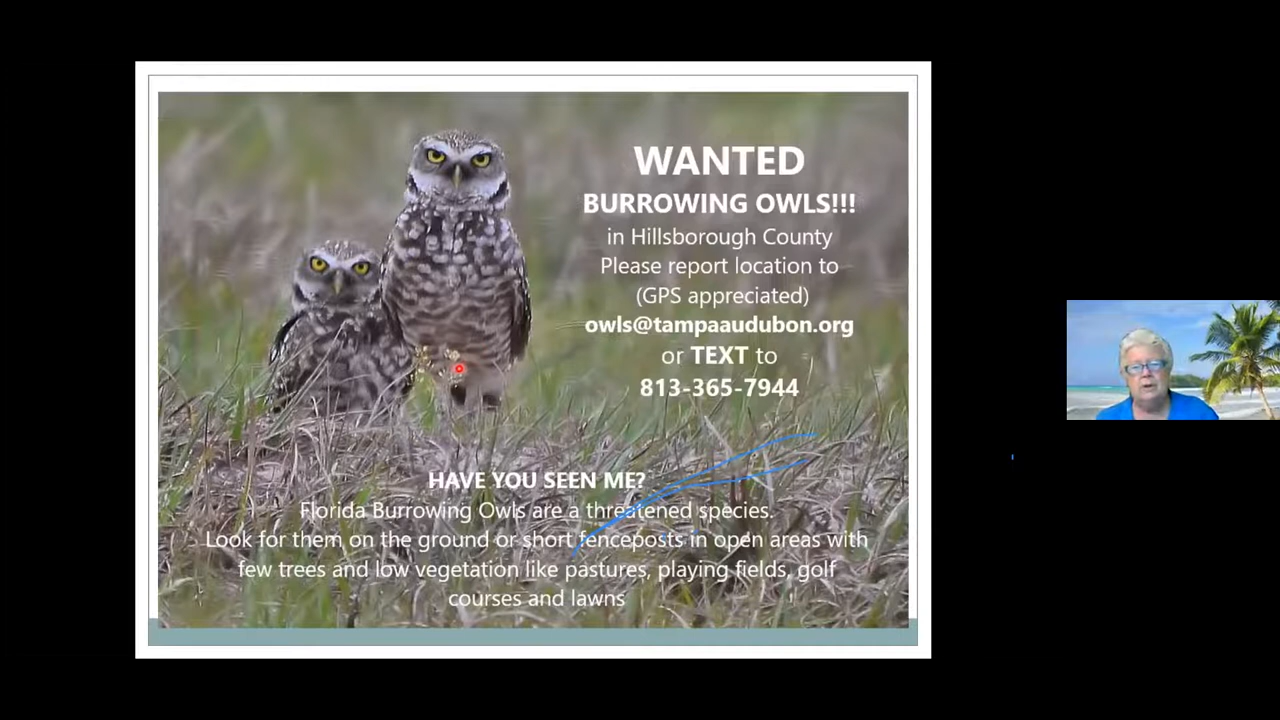 WANTED
BURROWING OWLS!!!
in Hillsborough County
Please report location to
(GPS appreciated)
owls@tampaaudubon.org
or TEXT to
813-365-7944
HAVE YOU SEEN ME?
Florida Burrowing Owls are a threatened species.
Look for them on the ground or short fenceposts in open areas with
few trees and low vegetation like pastures, playing fields, golf
courses and lawns